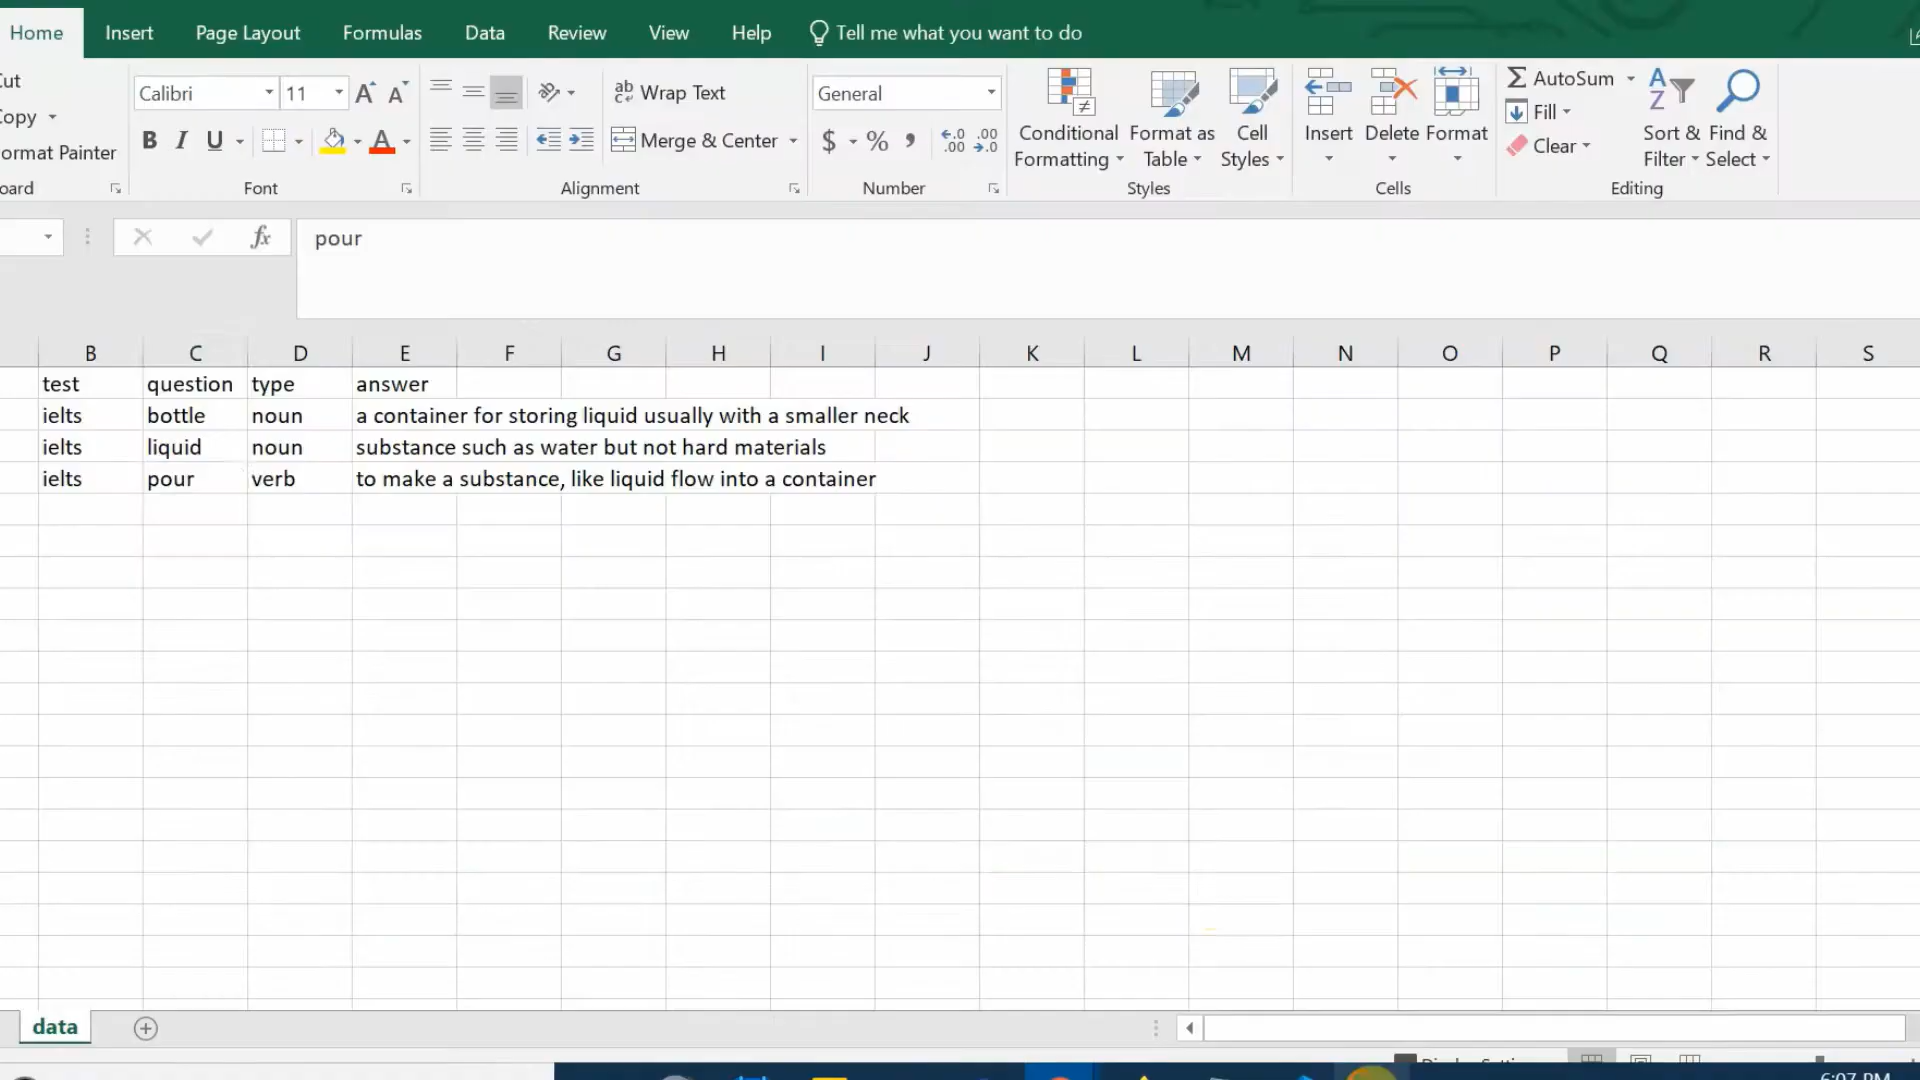 Home Insert Page Layout Formulas Data Review View Help Tell me what you want to do
Calibri 11 Wrap Text General AutoSum
Fill
Clear
Format Painter
B I U Merge & Center $ %
Conditional Formatting Format as Table Cell Styles Insert Delete Format Sort & Filter Find & Select
Font Alignment Number Styles Cells Editing
fx pour
B C D E F G H I J K L M N O P Q R S
test question type answer
ielts bottle noun a container for storing liquid usually with a smaller neck
ielts liquid noun substance such as water but not hard materials
ielts pour verb to make a substance, like liquid flow into a container
data
6:07 PM